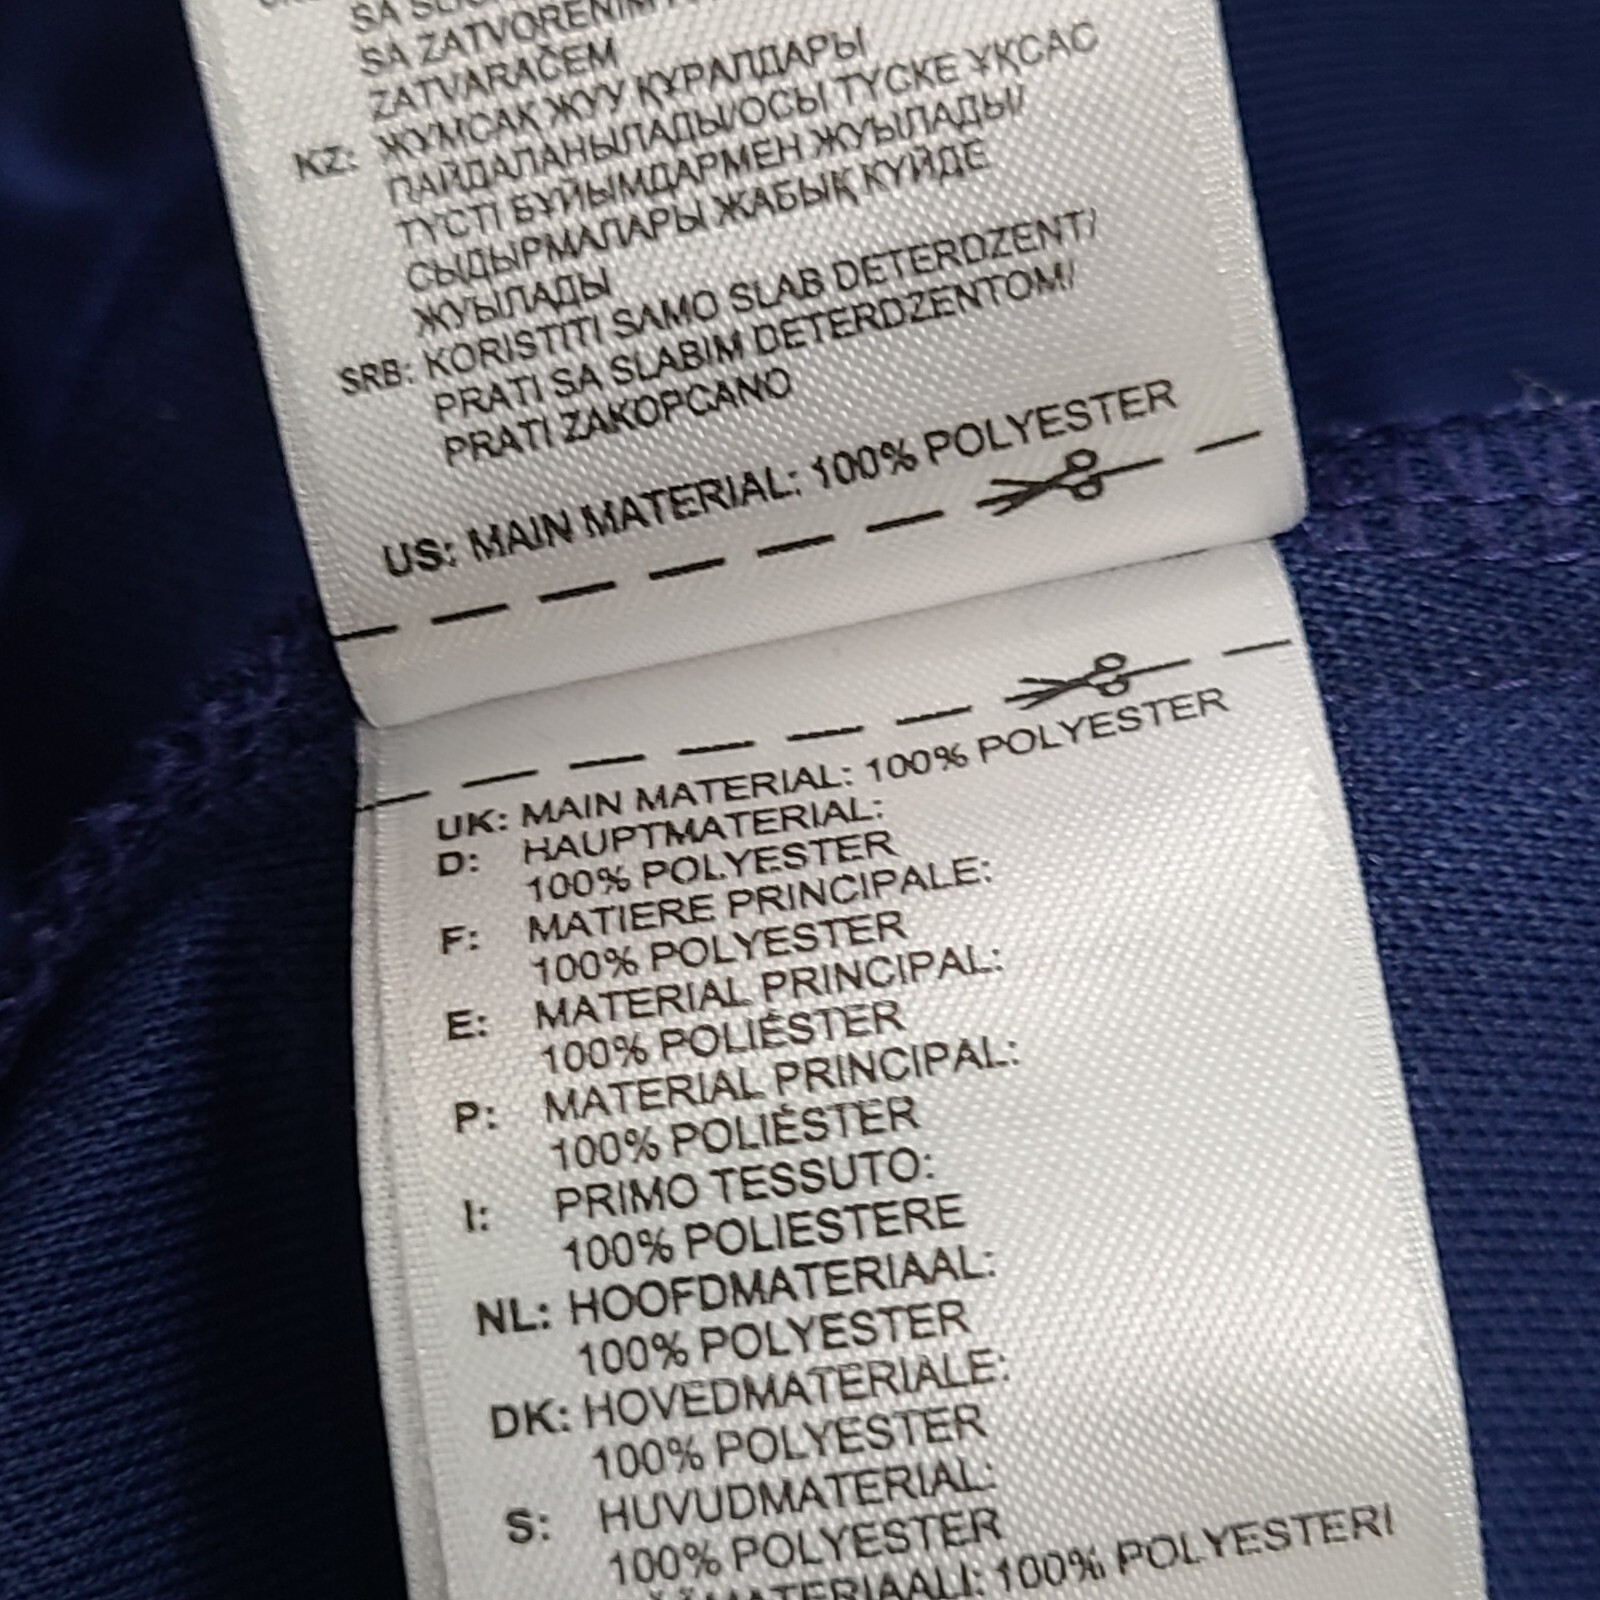 SA ZATVORENIM
ZATVARAČEM
KZ: ЖҰМСАҚ ЖУУ ҚҰРАЛДАРЫ
ПАЙДАЛАНЫЛАДЫ/ОСЫ ТҮСКЕ ҰҚСАС
ТҮСТІ БҰЙЫМДАРМЕН ЖУЫЛАДЫ/
СЫДЫРМАЛАРЫ ЖАБЫҚ КҮЙДЕ
ЖУЫЛАДЫ
SRB: KORISTITI SAMO SLAB DETERDZENT/
PRATI SA SLABIM DETERDZENTOM/
PRATI ZAKOPCANO
US: MAIN MATERIAL: 100% POLYESTER
UK: MAIN MATERIAL: 100% POLYESTER
D: HAUPTMATERIAL:
100% POLYESTER
F: MATIERE PRINCIPALE:
100% POLYESTER
E: MATERIAL PRINCIPAL:
100% POLIÉSTER
P: MATERIAL PRINCIPAL:
100% POLIÉSTER
I: PRIMO TESSUTO:
100% POLIESTERE
NL: HOOFDMATERIAAL:
100% POLYESTER
DK: HOVEDMATERIALE:
100% POLYESTER
S: HUVUDMATERIAL:
100% POLYESTER
100% POLYESTERI